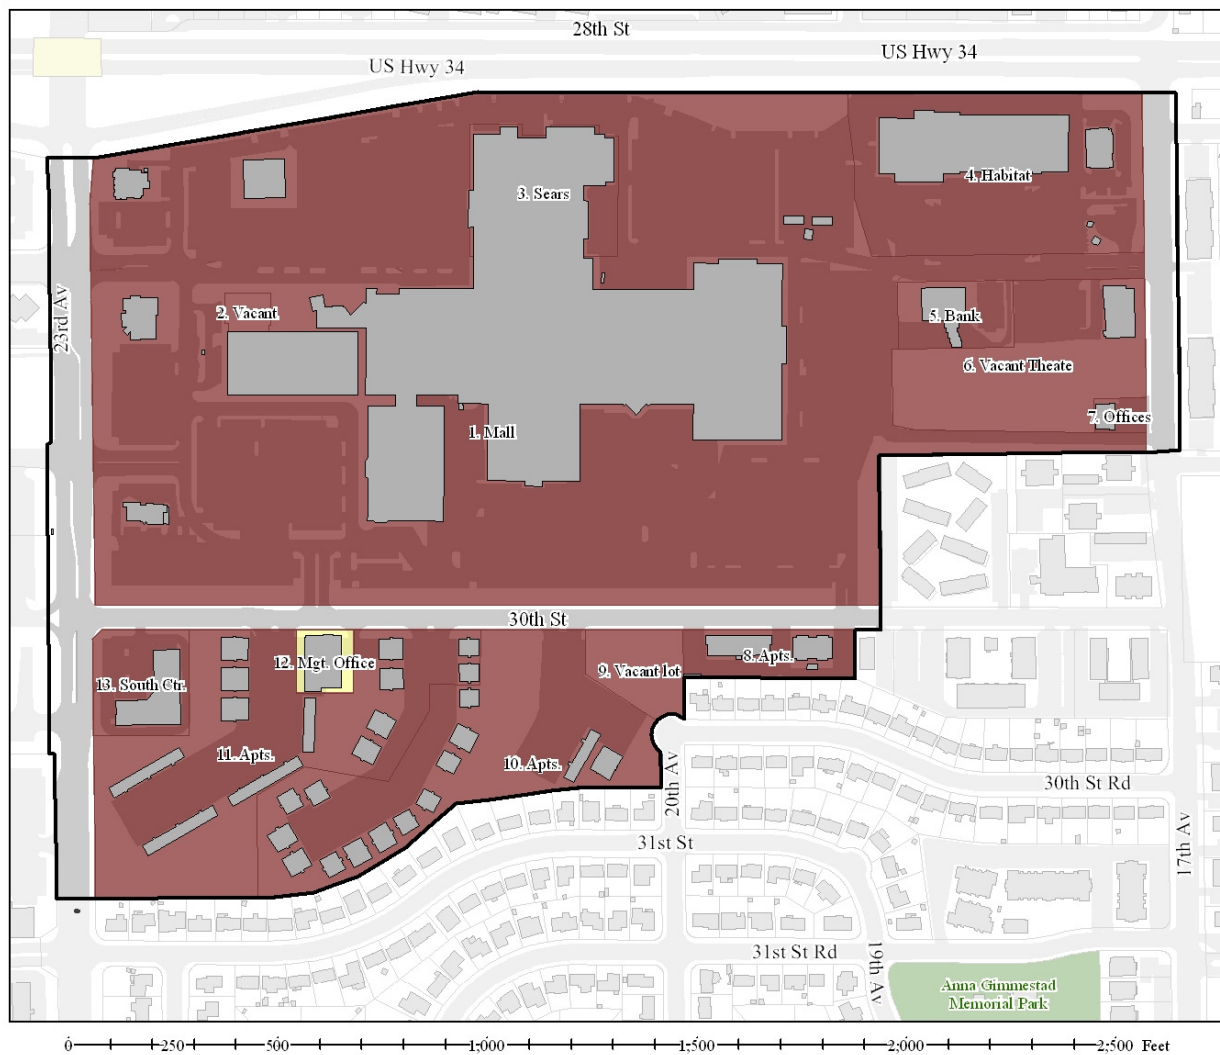 28th St
US Hwy 34
US Hwy 34
4. Habitat
3. Sears
23rd Av
2. Vacant
5. Bank
6. Vacant Theate
7. Offices
1. Mall
30th St
12. Mgt. Office
9. Vacant lot
8. Apts.
13. South Ctr.
11. Apts.
10. Apts.
20th Av
30th St Rd
31st St
17th Av
31st St Rd
19th Av
Anna Gimmestad
Memorial Park
0 250 500 1,000 1,500 2,000 2,500 Feet